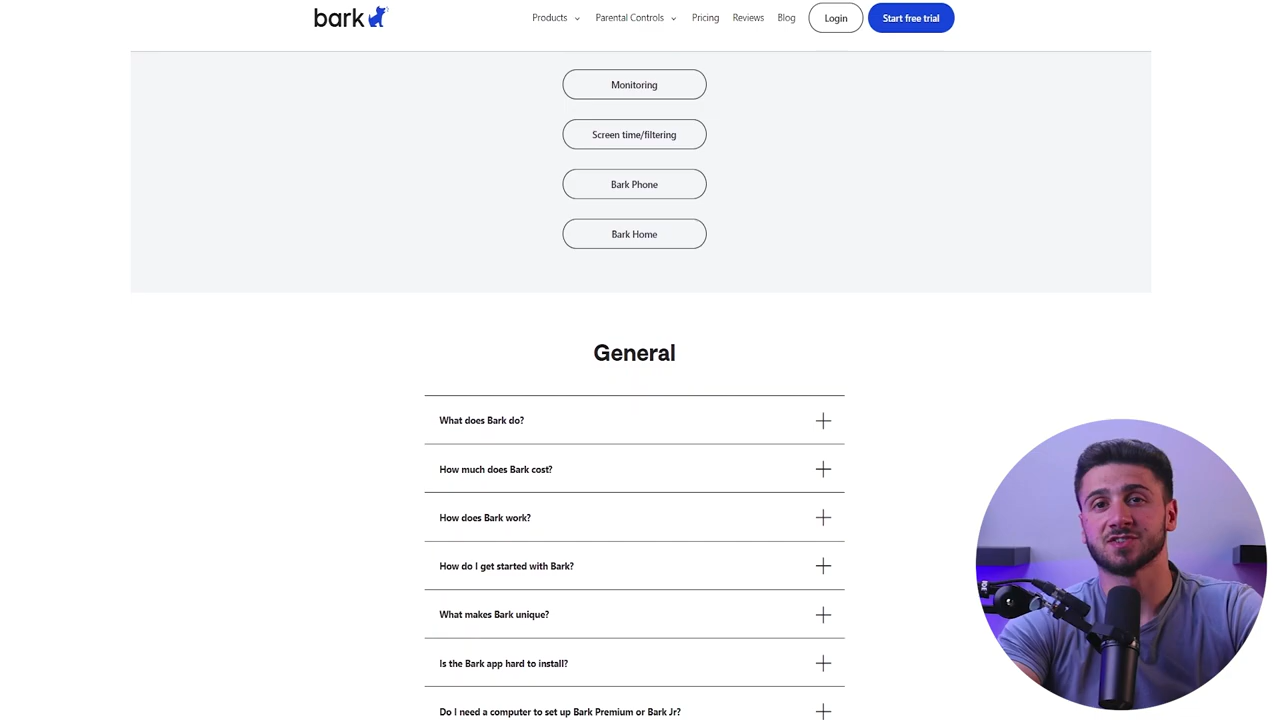 bark
Products
Parental Controls
Pricing
Reviews
Blog
Login
Start free trial
Monitoring
Screen time/filtering
Bark Phone
Bark Home
General
What does Bark do?
How much does Bark cost?
How does Bark work?
How do I get started with Bark?
What makes Bark unique?
Is the Bark app hard to install?
Do I need a computer to set up Bark Premium or Bark Jr?